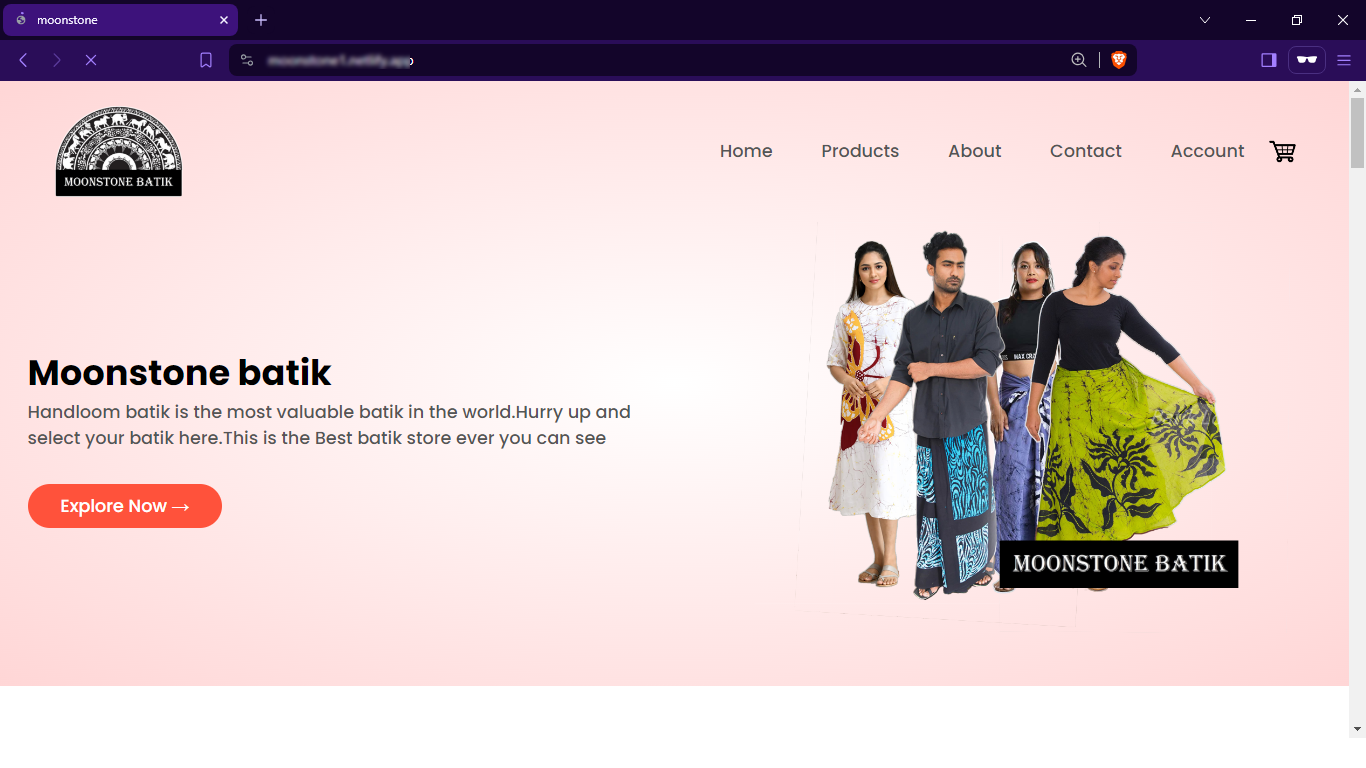 moonstone
MOONSTONE BATIK
Home
Products
About
Contact
Account
WAX CR
Moonstone batik
Handloom batik is the most valuable batik in the world.Hurry up and
select your batik here.This is the Best batik store ever you can see
Explore Now →
MOONSTONE BATIK